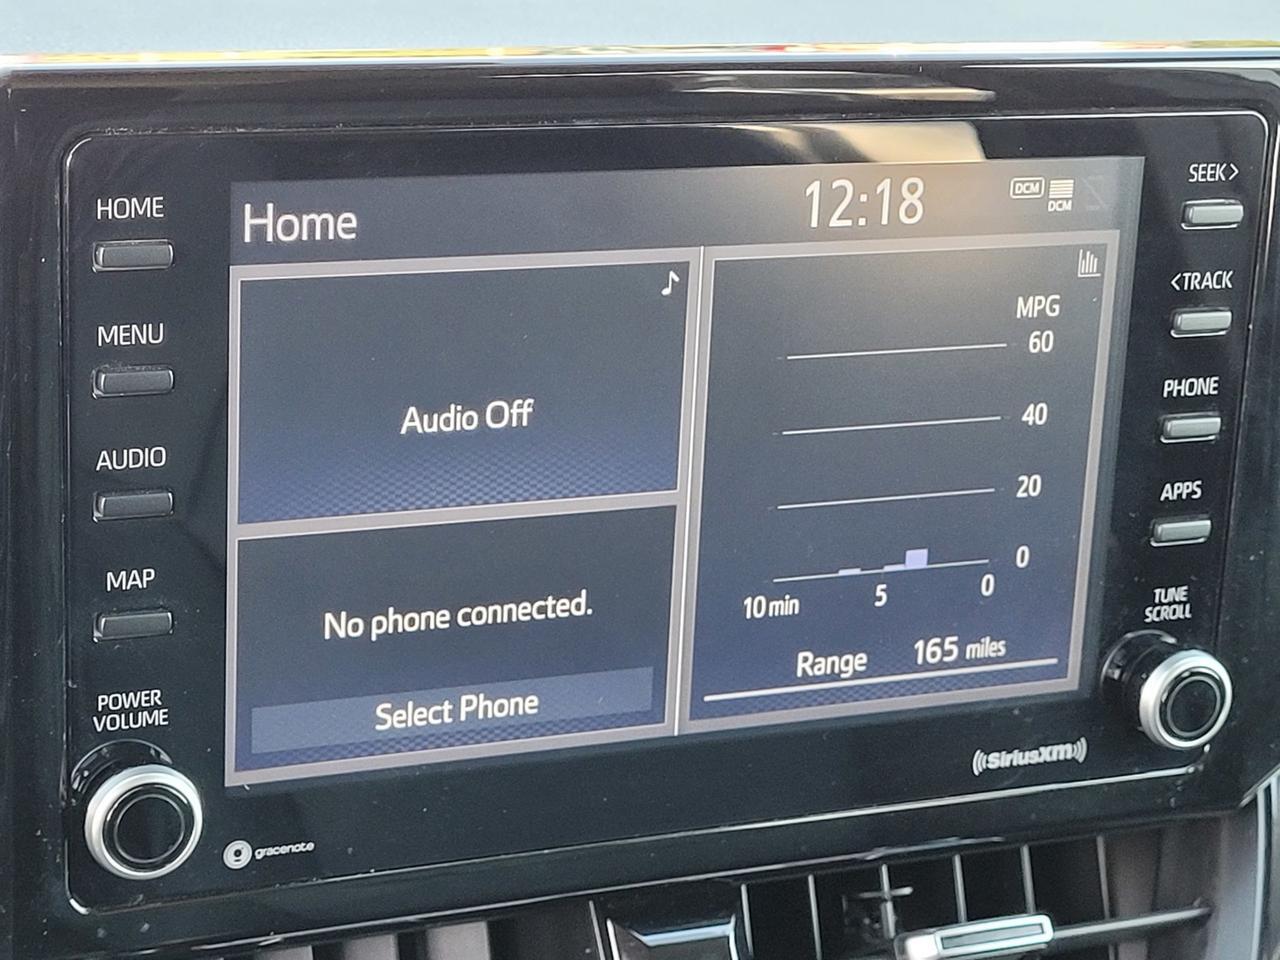 HOME
MENU
AUDIO
MAP
POWER
VOLUME
gracenote
Home
12:18
DCM
DCM
Audio Off
No phone connected.
Select Phone
MPG
60
40
20
0
10 min 5 0
Range 165 miles
SEEK>
<TRACK
PHONE
APPS
TUNE
SCROLL
((SiriusXM))